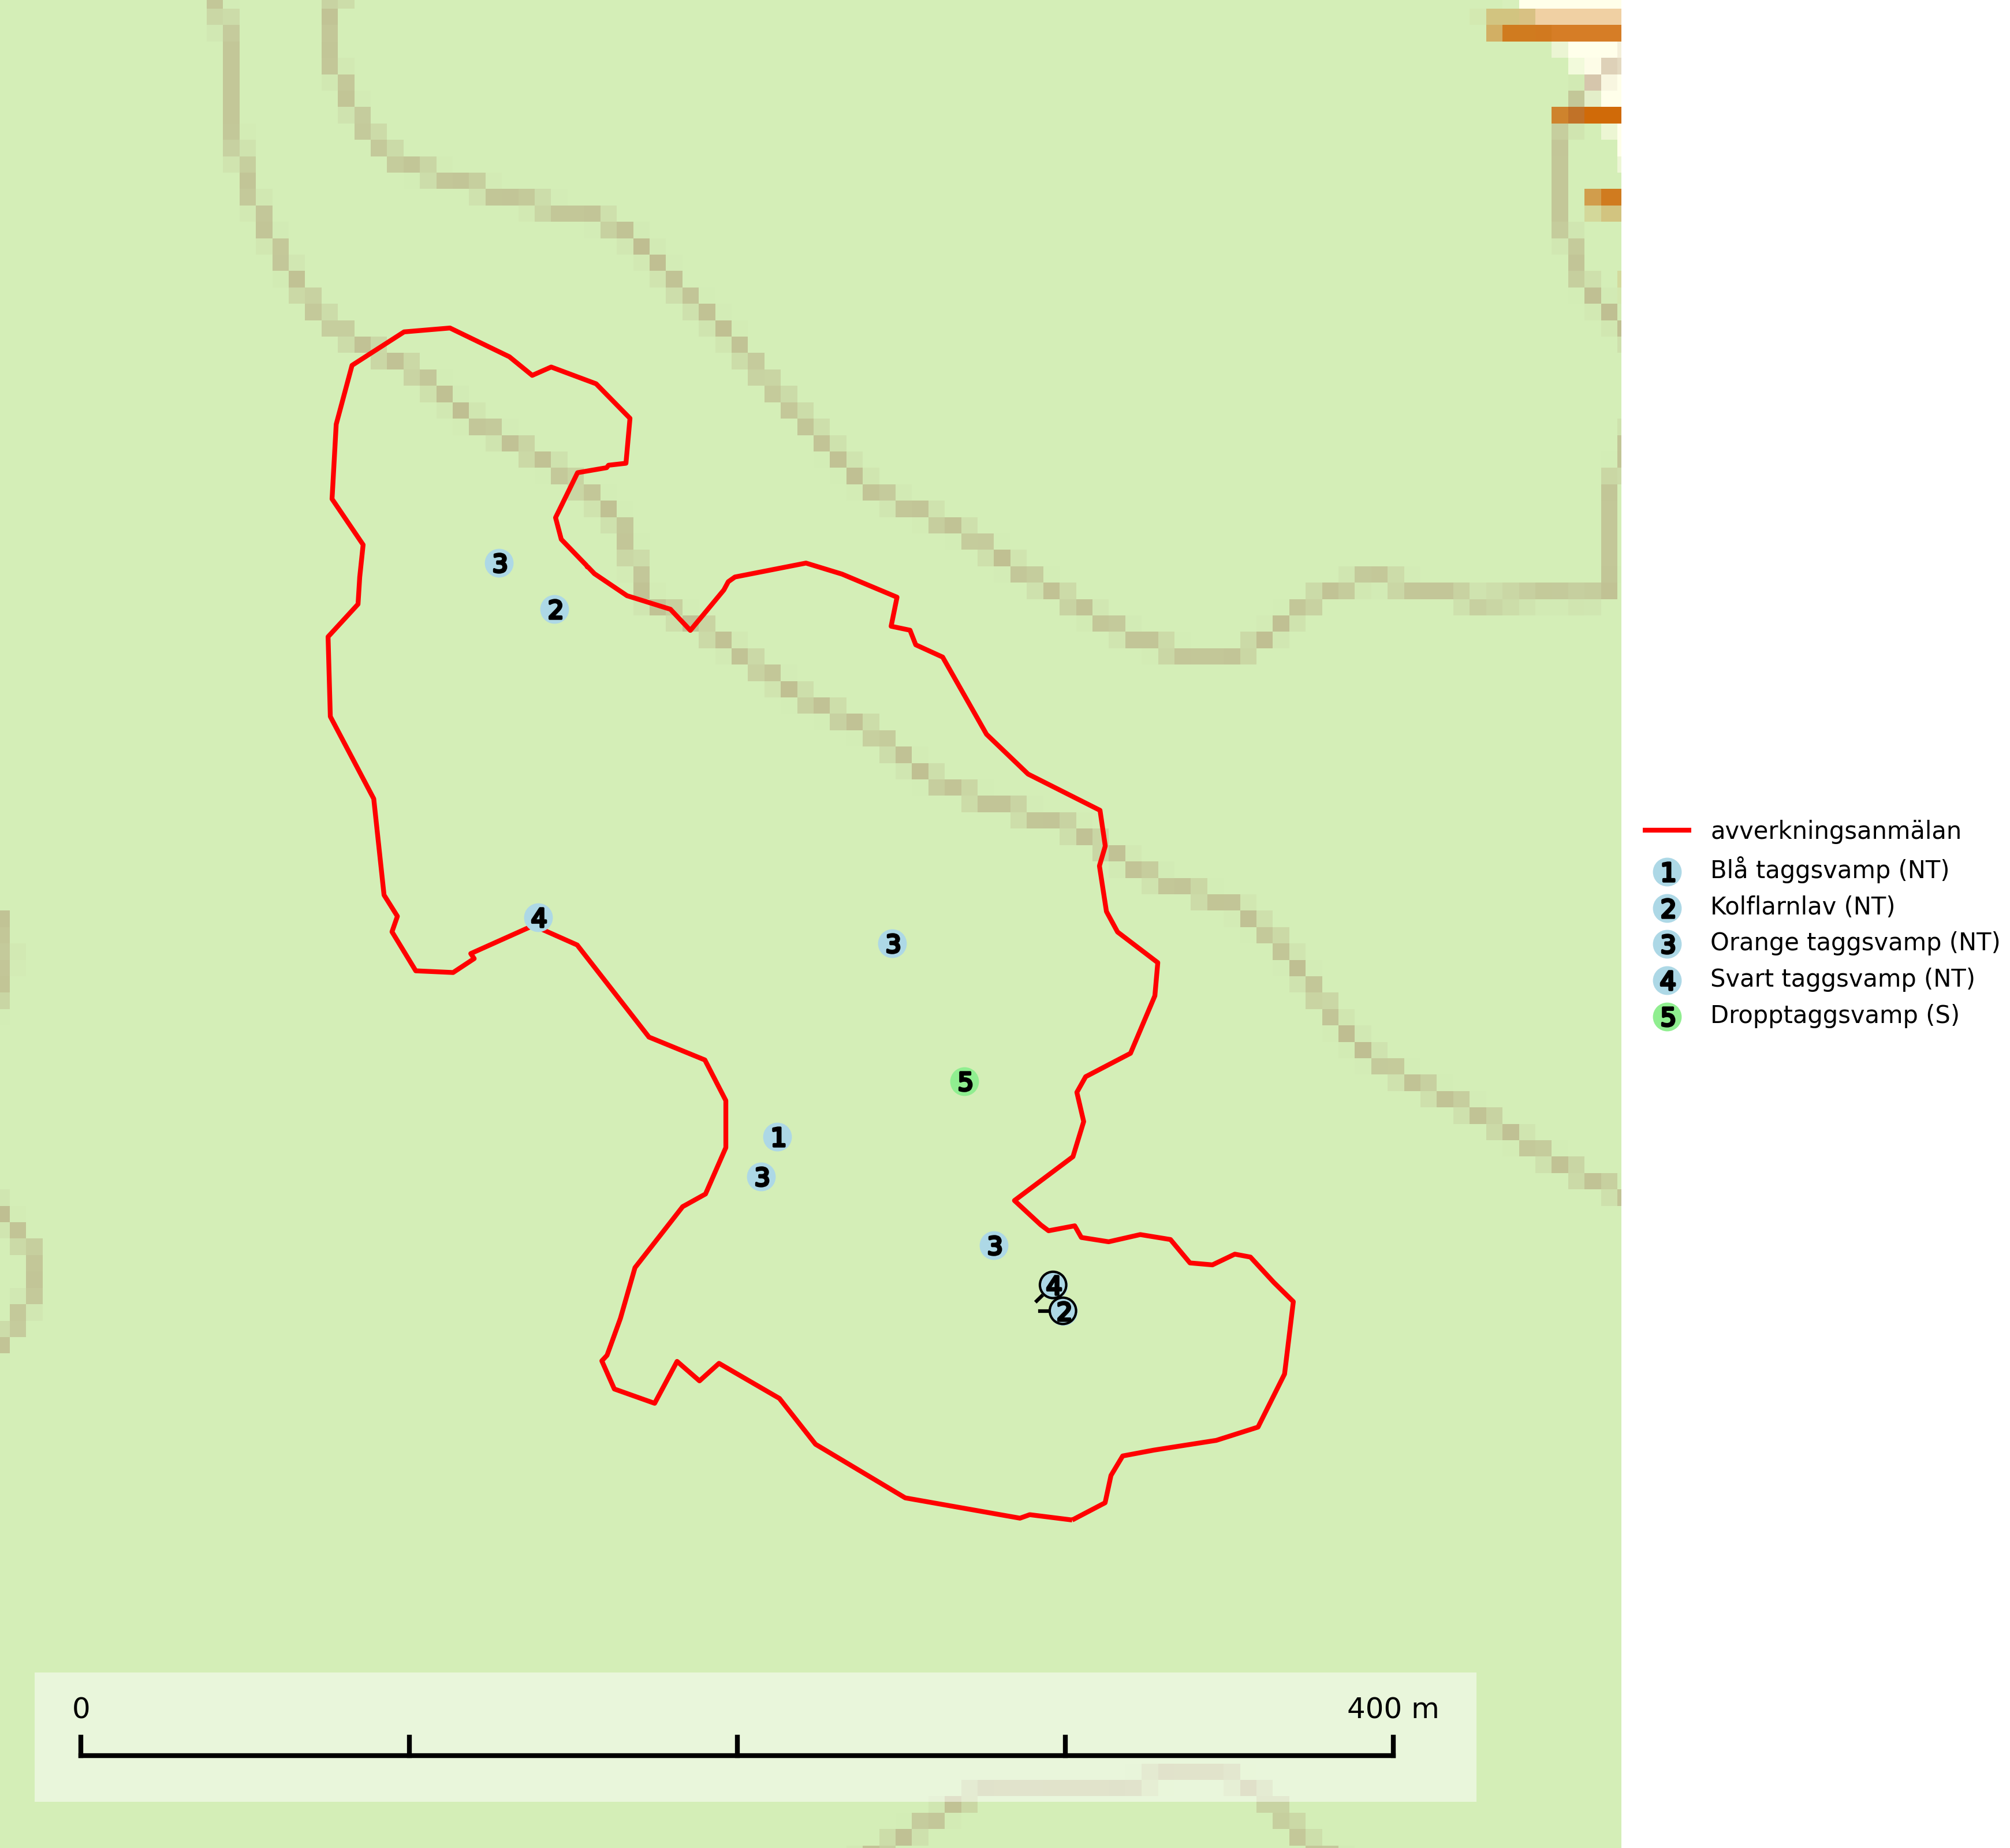 3
2
4
3
5
1
3
3
4
2
avverkningsanmälan
1 Blå taggsvamp (NT)
2 Kolflarnlav (NT)
3 Orange taggsvamp (NT)
4 Svart taggsvamp (NT)
5 Dropptaggsvamp (S)
0 400 m